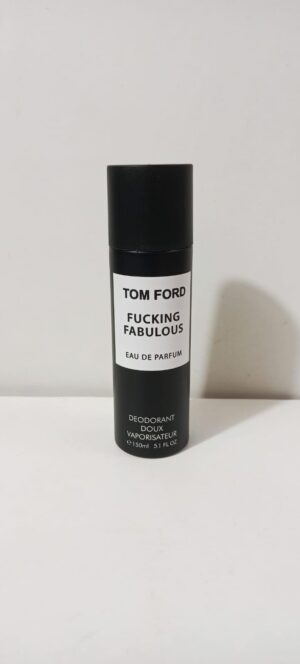 TOM FORD
FUCKING
FABULOUS
EAU DE PARFUM
DEODORANT
DOUX
VAPORISATEUR
℮150ml 5.1 FL OZ